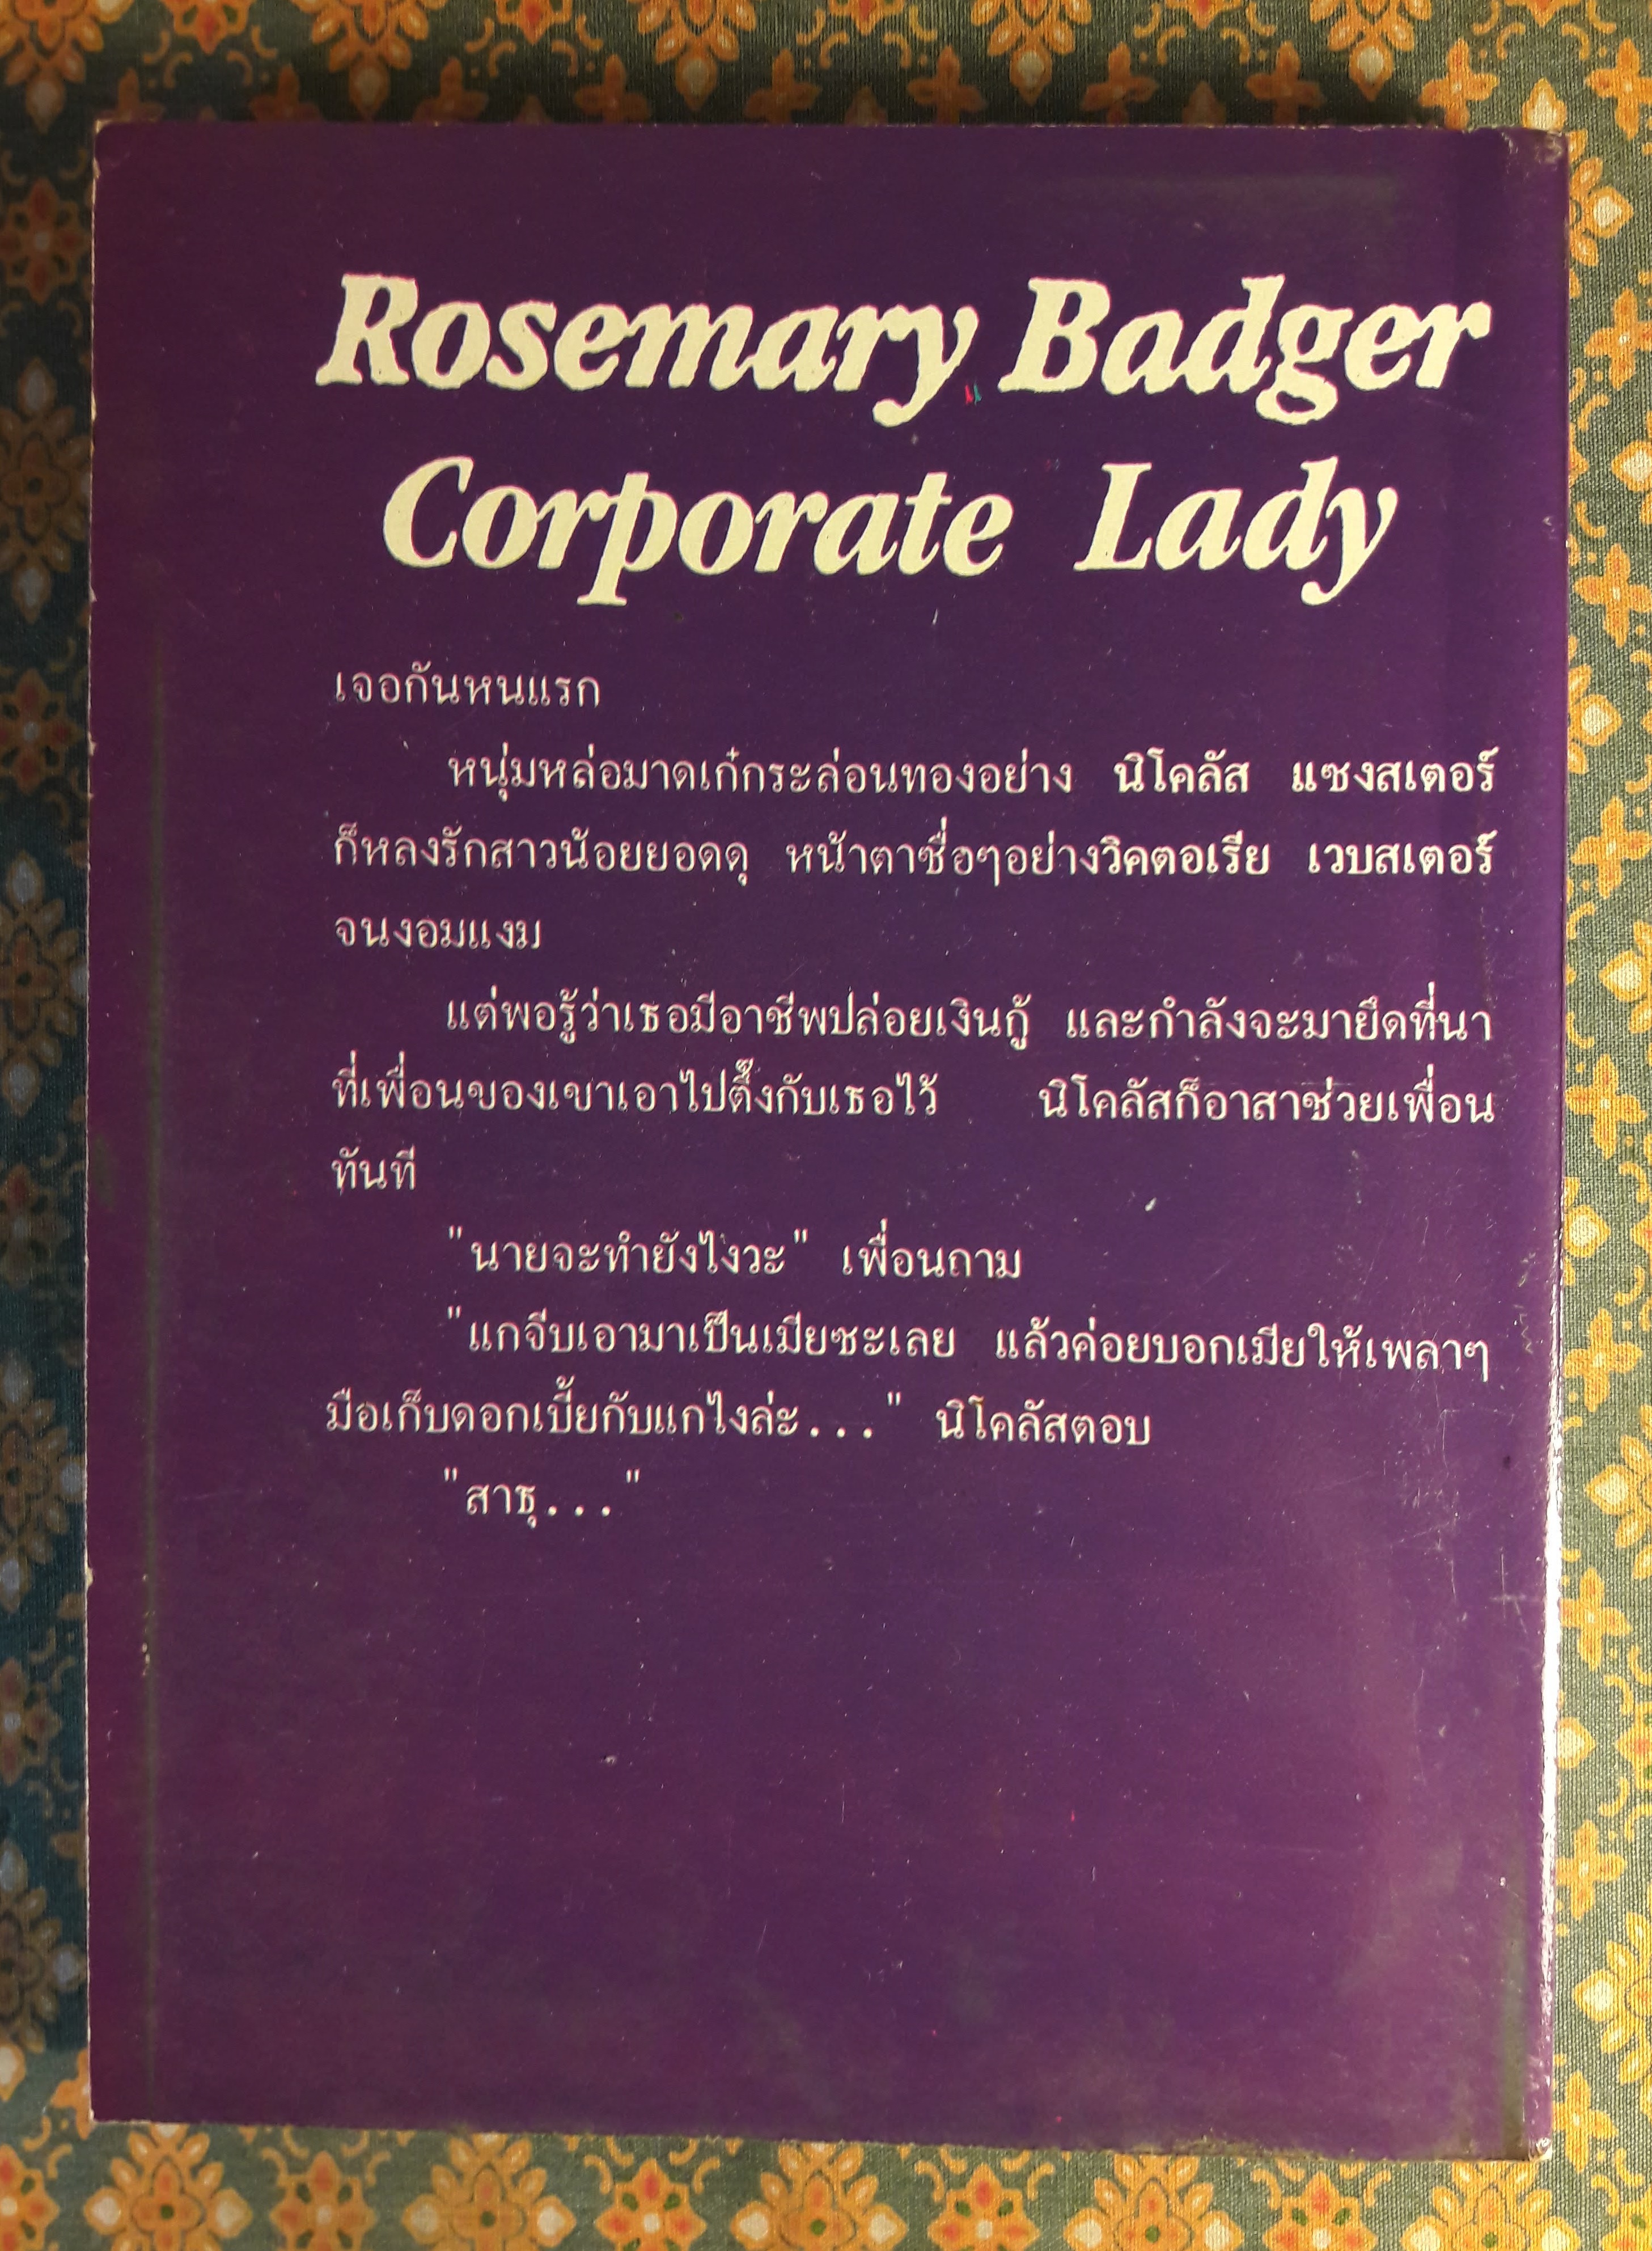 Rosemary Badger
Corporate Lady
เจอกันหนแรก
หนุ่มหล่อมาดเก๋กระล่อนทองอย่าง นิโคลัส แซงสเตอร์
ก็หลงรักสาวน้อยยอดดุ หน้าตาซื่อๆอย่างวิคตอเรีย เวบสเตอร์
จนงอมแงม
แต่พอรู้ว่าเธอมีอาชีพปล่อยเงินกู้ และกำลังจะมายึดที่นา
ที่เพื่อนของเขาเอาไปตึ๊งกับเธอไว้ นิโคลัสก็อาสาช่วยเพื่อน
ทันที
"นายจะทำยังไงวะ" เพื่อนถาม
"แกจีบเอามาเป็นเมียซะเลย แล้วค่อยบอกเมียให้เพลาๆ
มือเก็บดอกเบี้ยกับแกไงล่ะ..." นิโคลัสตอบ
"สาธุ..."